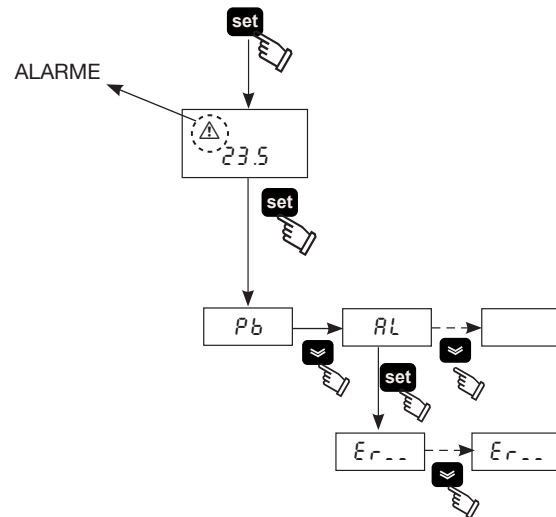 set
ALARME
23.5
set
Pb
AL
set
Er--
Er--